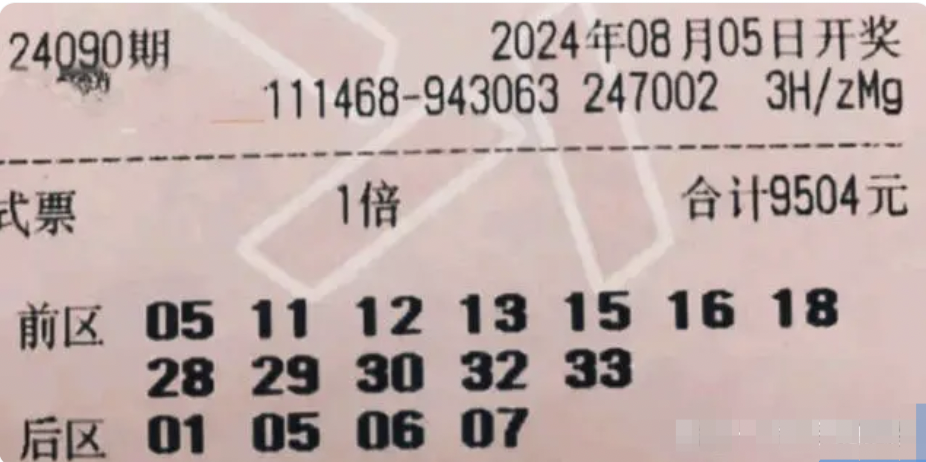 24090期 2024年08月05日开奖
111468-943063 247002 3H/zMg
式票 1倍 合计9504元
前区 05 11 12 13 15 16 18
28 29 30 32 33
后区 01 05 06 07